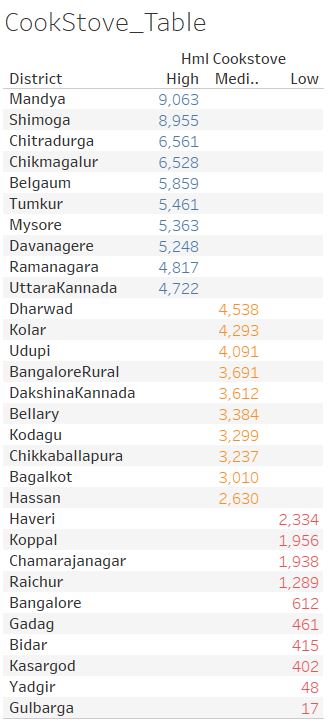 CookStove_Table
Hml Cookstove
District High Medi.. Low
Mandya 9,063
Shimoga 8,955
Chitradurga 6,561
Chikmagalur 6,528
Belgaum 5,859
Tumkur 5,461
Mysore 5,363
Davanagere 5,248
Ramanagara 4,817
UttaraKannada 4,722
Dharwad 4,538
Kolar 4,293
Udupi 4,091
BangaloreRural 3,691
DakshinaKannada 3,612
Bellary 3,384
Kodagu 3,299
Chikkaballapura 3,237
Bagalkot 3,010
Hassan 2,630
Haveri 2,334
Koppal 1,956
Chamarajanagar 1,938
Raichur 1,289
Bangalore 612
Gadag 461
Bidar 415
Kasargod 402
Yadgir 48
Gulbarga 17